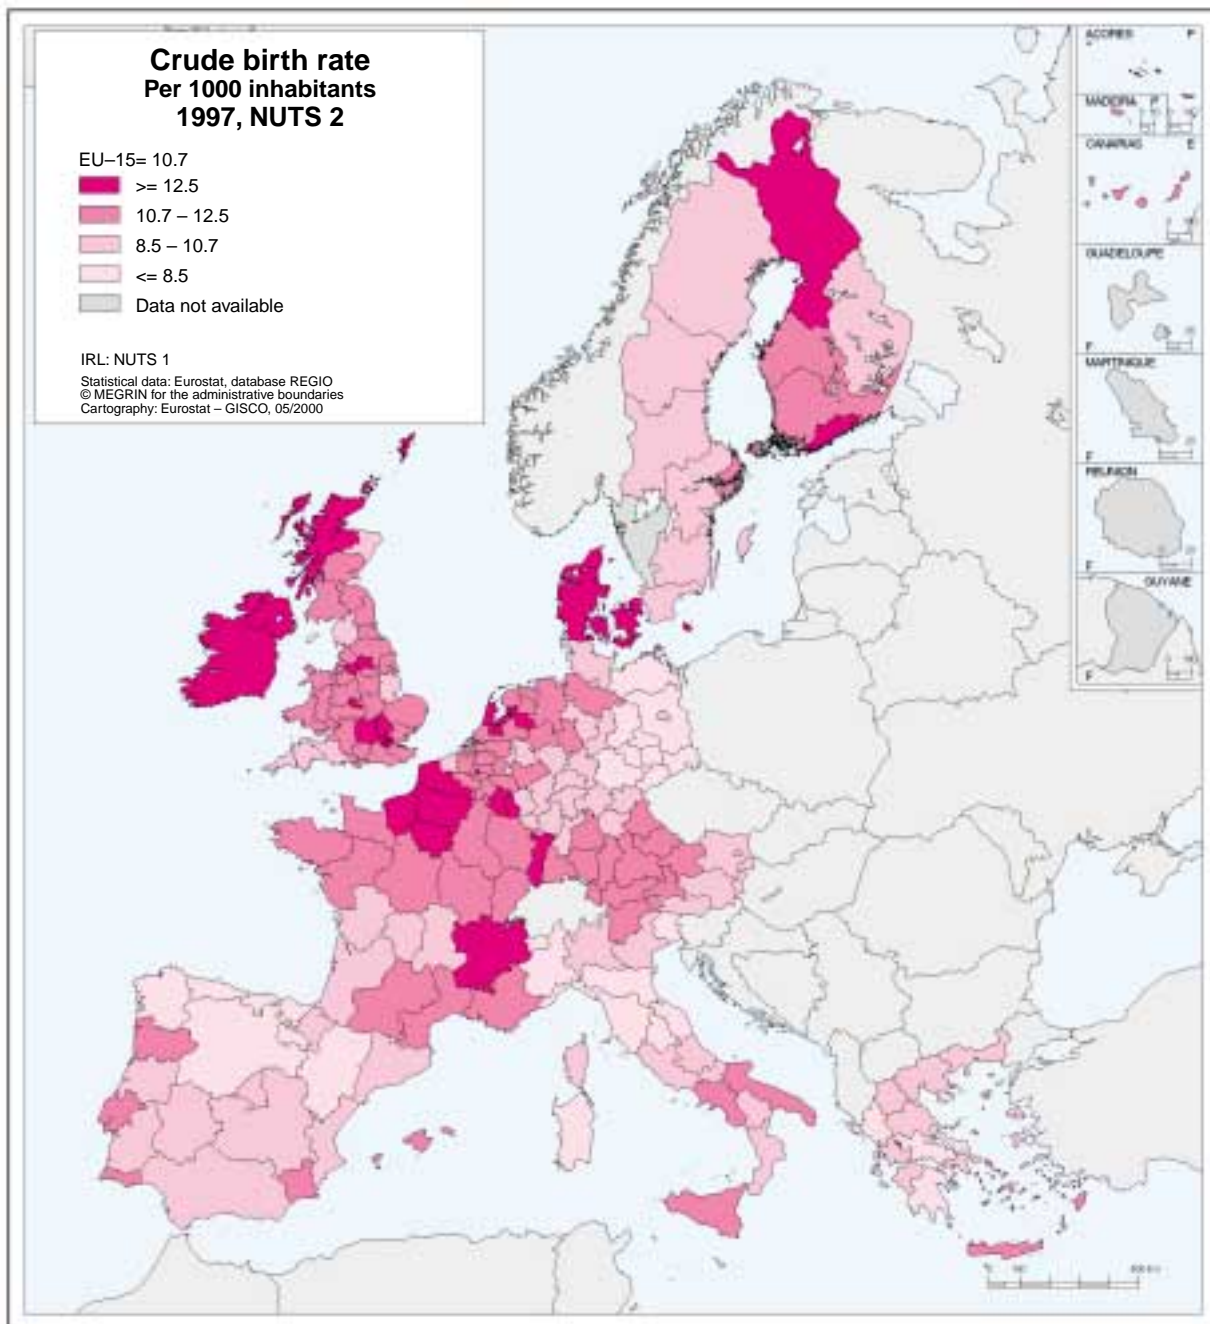 Crude birth rate
Per 1000 inhabitants
1997, NUTS 2
EU–15= 10.7
>= 12.5
10.7 – 12.5
8.5 – 10.7
<= 8.5
Data not available
IRL: NUTS 1
Statistical data: Eurostat, database REGIO
© MEGRIN for the administrative boundaries
Cartography: Eurostat – GISCO, 05/2000
ACORES P
MADEIRA P
CANARIAS E
GUADELOUPE
F
MARTINIQUE
F
REUNION
F
GUYANE
F